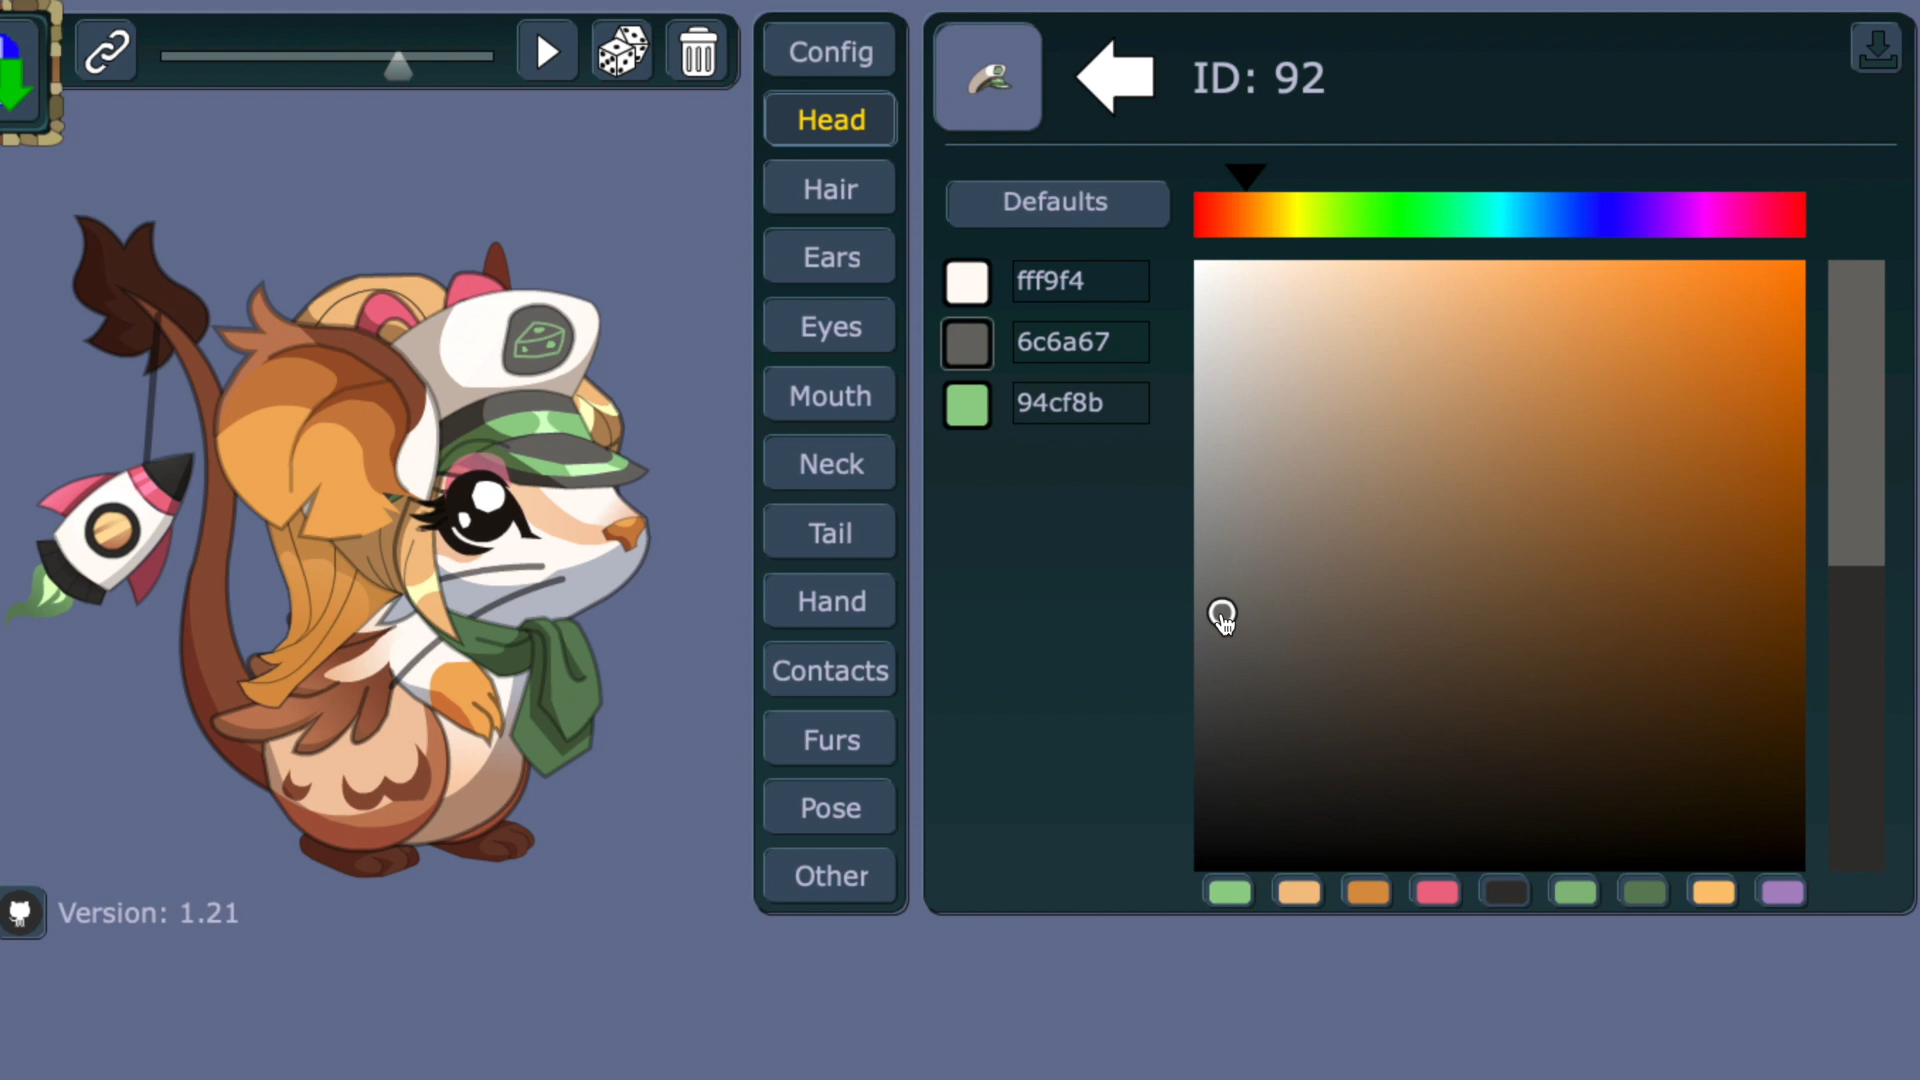 Config
Head
Hair
Ears
Eyes
Mouth
Neck
Tail
Hand
Contacts
Furs
Pose
Other
ID: 92
Defaults
fff9f4
6c6a67
94cf8b
Version: 1.21